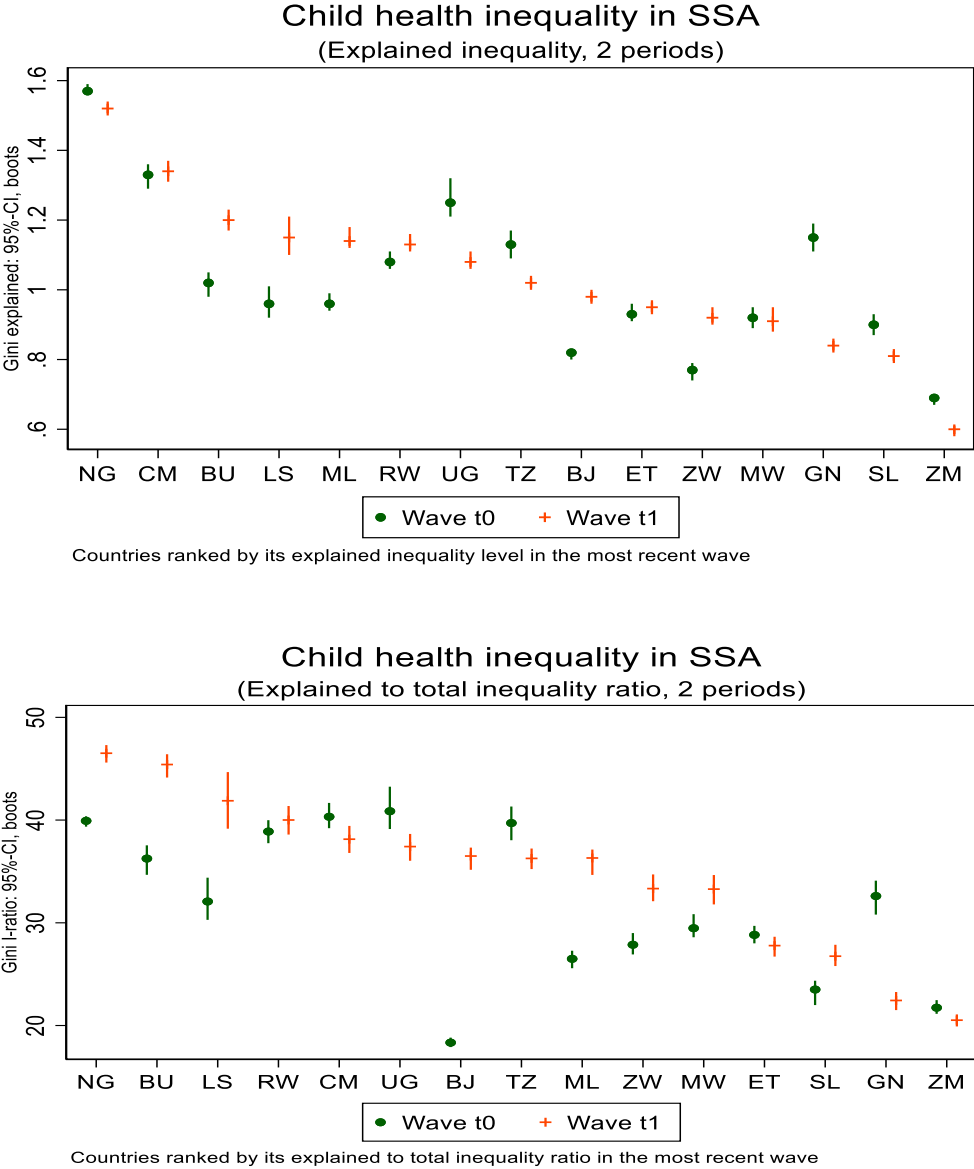 Child health inequality in SSA
(Explained inequality, 2 periods)
Gini explained: 95%-CI, boots
1.6
1.4
1.2
1
.8
.6
NG CM BU LS ML RW UG TZ BJ ET ZW MW GN SL ZM
Wave t0 Wave t1
Countries ranked by its explained inequality level in the most recent wave
Child health inequality in SSA
(Explained to total inequality ratio, 2 periods)
Gini I-ratio: 95%-CI, boots
50
40
30
20
NG BU LS RW CM UG BJ TZ ML ZW MW ET SL GN ZM
Wave t0 Wave t1
Countries ranked by its explained to total inequality ratio in the most recent wave